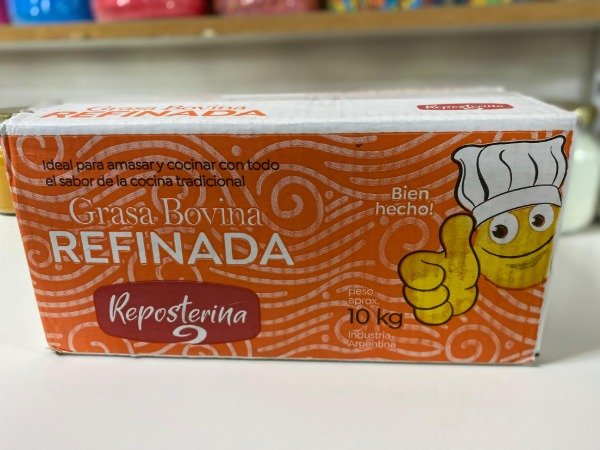 Grasa Bovina
REFINADA
Reposterina
Ideal para amasar y cocinar con todo
el sabor de la cocina tradicional
Grasa Bovina
REFINADA
Reposterina
Bien
hecho!
peso
aprox.
10 kg
Industria
Argentina